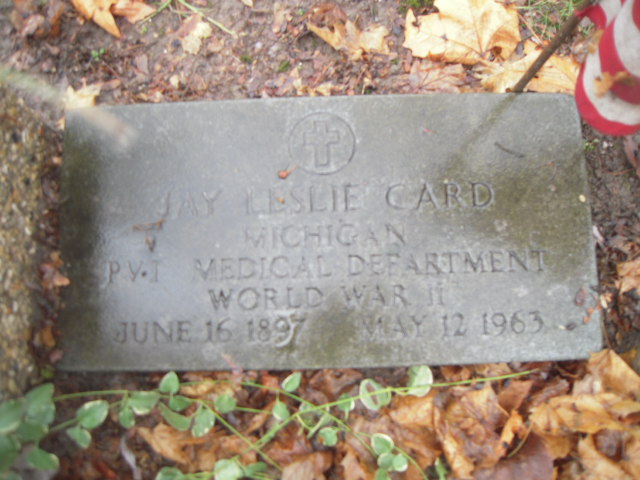 JAY LESLIE CARD
MICHIGAN
PVT MEDICAL DEPARTMENT
WORLD WAR II
JUNE 16 1897 MAY 12 1963